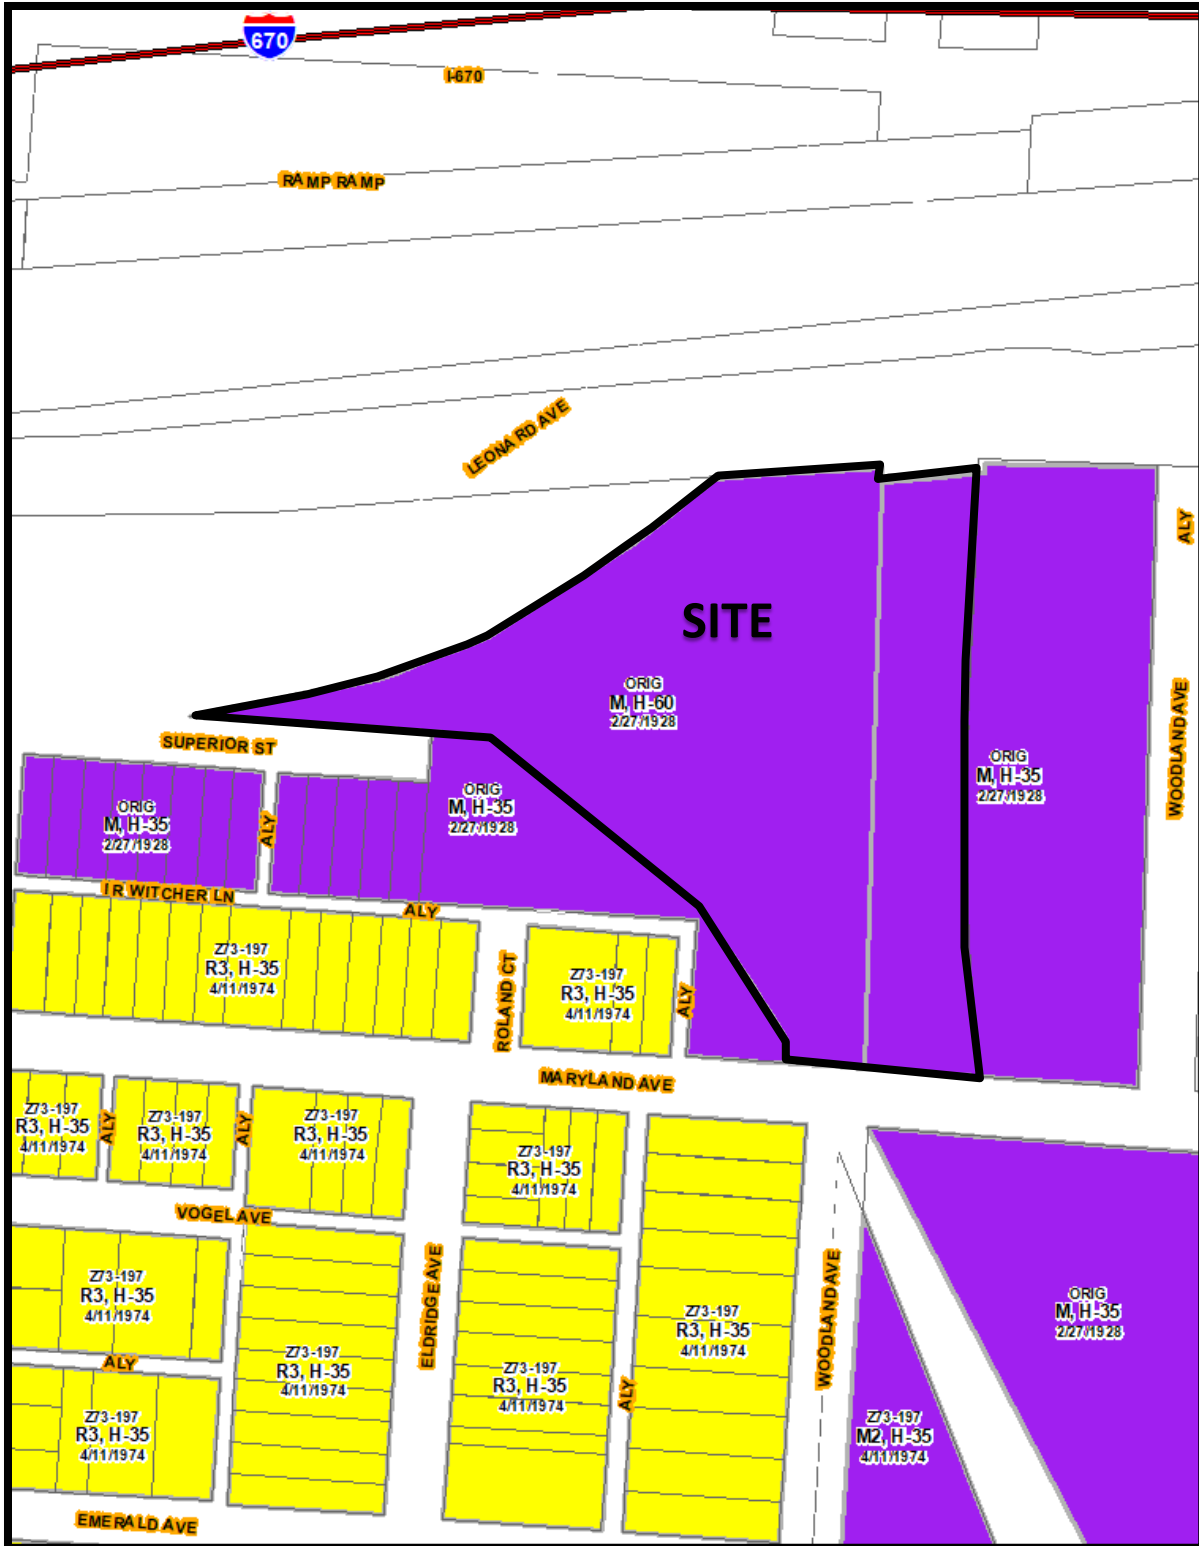 670
I-670
RAMP RAMP
LEONARD AVE
ALY
SITE
ORIG
M, H-60
2/27/1928
WOODLAND AVE
SUPERIOR ST
ORIG
M, H-35
2/27/1928
ORIG
M, H-35
2/27/1928
ORIG
M, H-35
2/27/1928
ALY
I R WITCHER LN
ALY
Z73-197
R3, H-35
4/11/1974
ROLAND CT
Z73-197
R3, H-35
4/11/1974
ALY
MARYLAND AVE
Z73-197
R3, H-35
4/11/1974
ALY
Z73-197
R3, H-35
4/11/1974
ALY
Z73-197
R3, H-35
4/11/1974
Z73-197
R3, H-35
4/11/1974
VOGEL AVE
Z73-197
R3, H-35
4/11/1974
ELDRIDGE AVE
Z73-197
R3, H-35
4/11/1974
WOODLAND AVE
ORIG
M, H-35
2/27/1928
ALY
Z73-197
R3, H-35
4/11/1974
Z73-197
R3, H-35
4/11/1974
ALY
Z73-197
R3, H-35
4/11/1974
Z73-197
M2, H-35
4/11/1974
EMERALD AVE